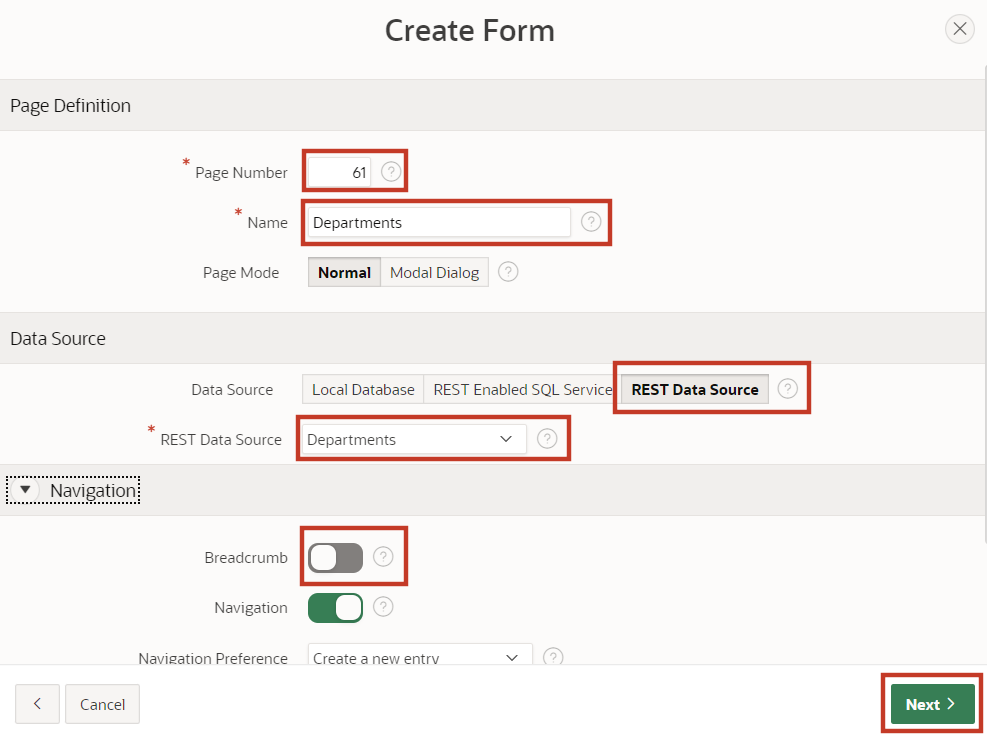 Create Form
Page Definition
* Page Number 61 ?
* Name Departments ?
Page Mode Normal Modal Dialog ?
Data Source
Data Source Local Database REST Enabled SQL Service REST Data Source ?
* REST Data Source Departments ?
Navigation
Breadcrumb ?
Navigation ?
Navigation Preference Create a new entry ?
Cancel Next